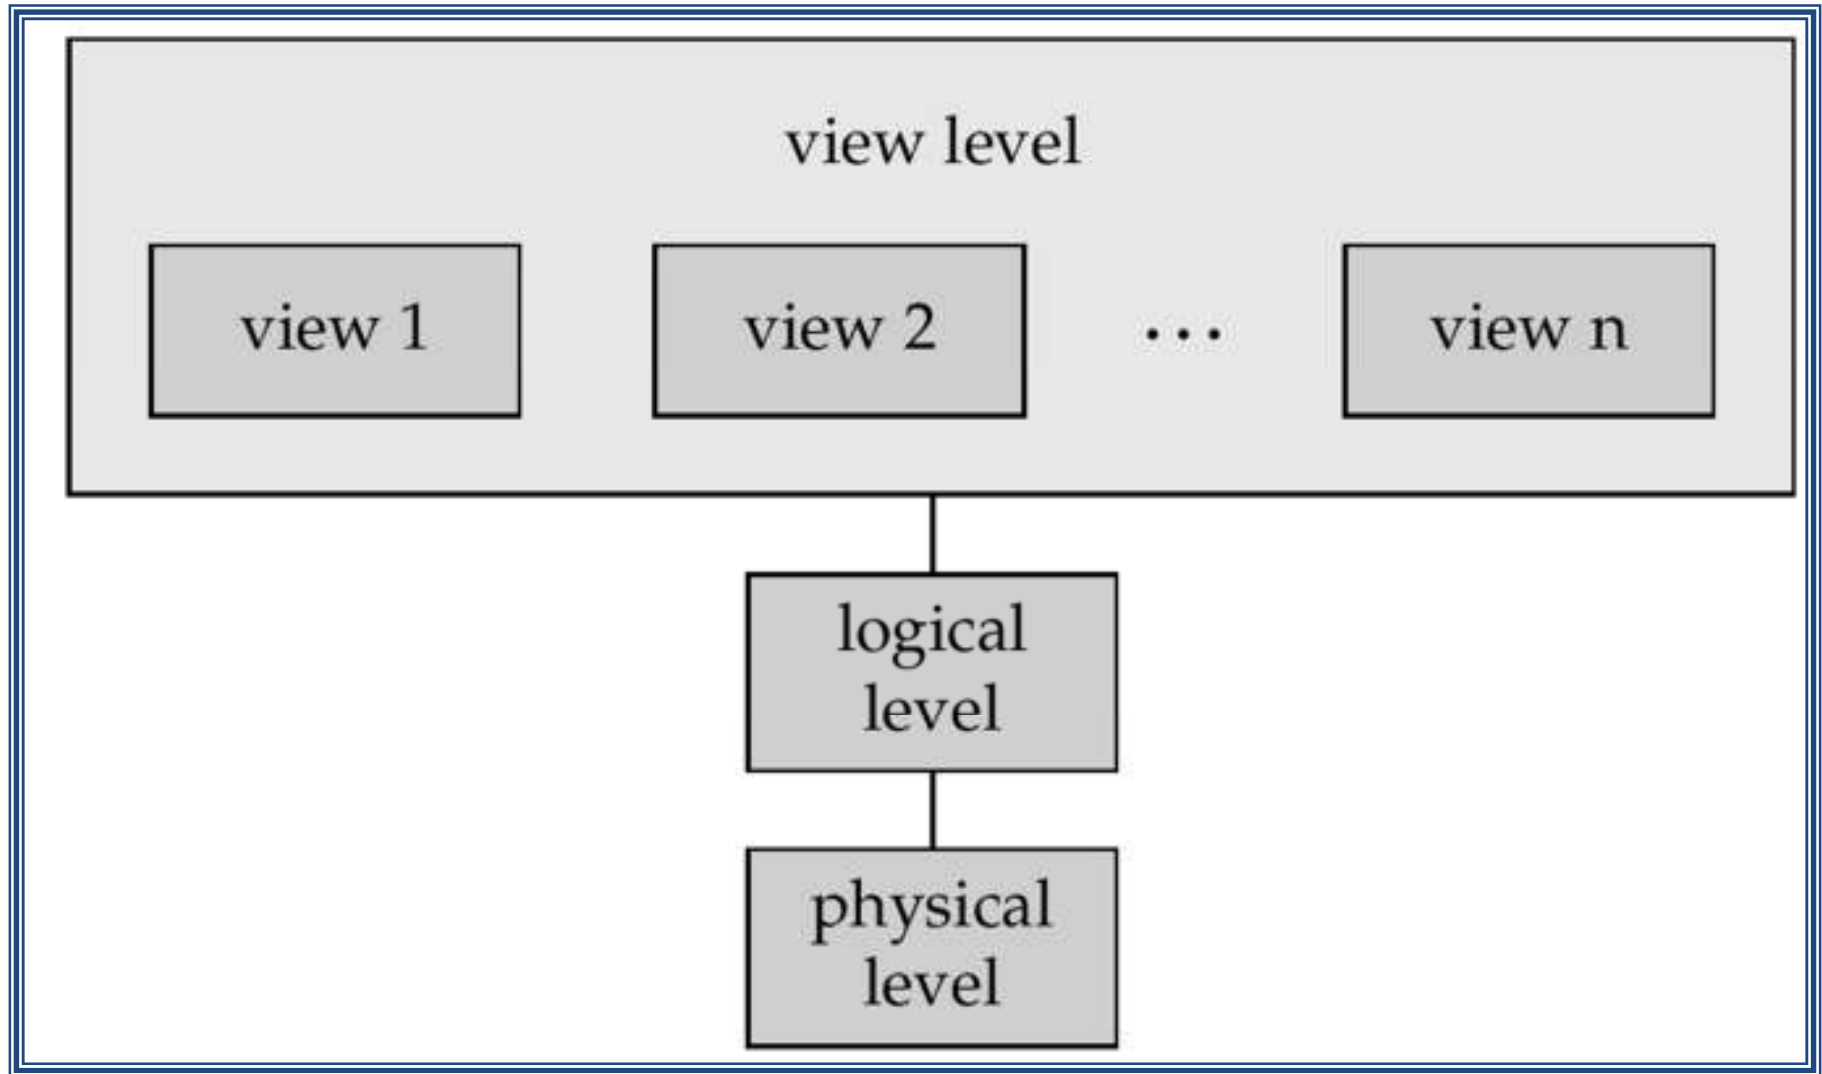 view level
view 1
view 2
...
view n
logical
level
physical
level